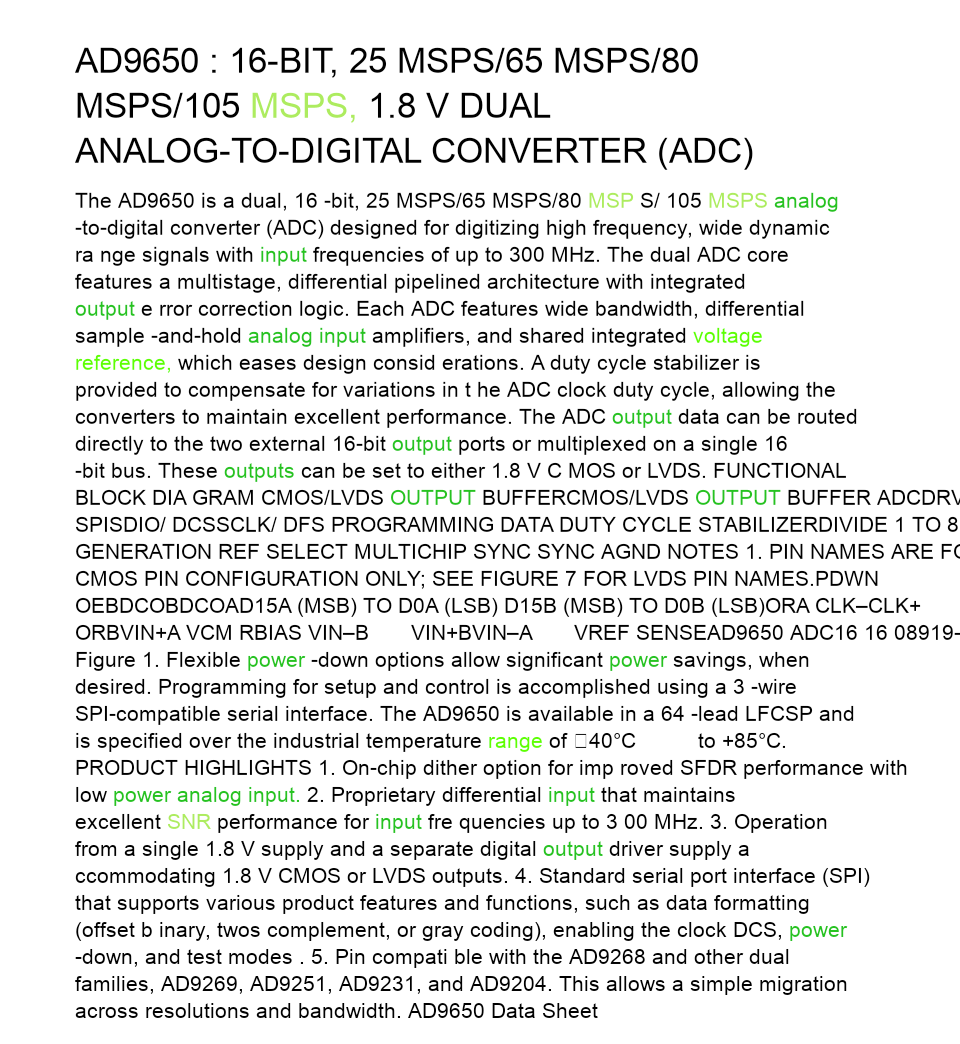 AD9650 : 16-BIT, 25 MSPS/65 MSPS/80
MSPS/105 MSPS, 1.8 V DUAL
ANALOG-TO-DIGITAL CONVERTER (ADC)
The AD9650 is a dual, 16 -bit, 25 MSPS/65 MSPS/80 MSP S/ 105 MSPS analog
-to-digital converter (ADC) designed for digitizing high frequency, wide dynamic
ra nge signals with input frequencies of up to 300 MHz. The dual ADC core
features a multistage, differential pipelined architecture with integrated
output e rror correction logic. Each ADC features wide bandwidth, differential
sample -and-hold analog input amplifiers, and shared integrated voltage
reference, which eases design consid erations. A duty cycle stabilizer is
provided to compensate for variations in t he ADC clock duty cycle, allowing the
converters to maintain excellent performance. The ADC output data can be routed
directly to the two external 16-bit output ports or multiplexed on a single 16
-bit bus. These outputs can be set to either 1.8 V C MOS or LVDS. FUNCTIONAL
BLOCK DIA GRAM CMOS/LVDS OUTPUT BUFFERCMOS/LVDS OUTPUT BUFFER ADCDRV
SPISDIO/ DCSSCLK/ DFS PROGRAMMING DATA DUTY CYCLE STABILIZERDIVIDE 1 TO 8
GENERATION REF SELECT MULTICHIP SYNC SYNC AGND NOTES 1. PIN NAMES ARE FO
CMOS PIN CONFIGURATION ONLY; SEE FIGURE 7 FOR LVDS PIN NAMES.PDWN
OEBDCOBDCOAD15A (MSB) TO D0A (LSB) D15B (MSB) TO D0B (LSB)ORA CLK–CLK+
ORBVIN+A VCM RBIAS VIN–B VIN+BVIN–A VREF SENSEAD9650 ADC16 16 08919-
Figure 1. Flexible power -down options allow significant power savings, when
desired. Programming for setup and control is accomplished using a 3 -wire
SPI-compatible serial interface. The AD9650 is available in a 64 -lead LFCSP and
is specified over the industrial temperature range of 40°C to +85°C.
PRODUCT HIGHLIGHTS 1. On-chip dither option for imp roved SFDR performance with
low power analog input. 2. Proprietary differential input that maintains
excellent SNR performance for input fre quencies up to 3 00 MHz. 3. Operation
from a single 1.8 V supply and a separate digital output driver supply a
ccommodating 1.8 V CMOS or LVDS outputs. 4. Standard serial port interface (SPI)
that supports various product features and functions, such as data formatting
(offset b inary, twos complement, or gray coding), enabling the clock DCS, power
-down, and test modes . 5. Pin compati ble with the AD9268 and other dual
families, AD9269, AD9251, AD9231, and AD9204. This allows a simple migration
across resolutions and bandwidth. AD9650 Data Sheet